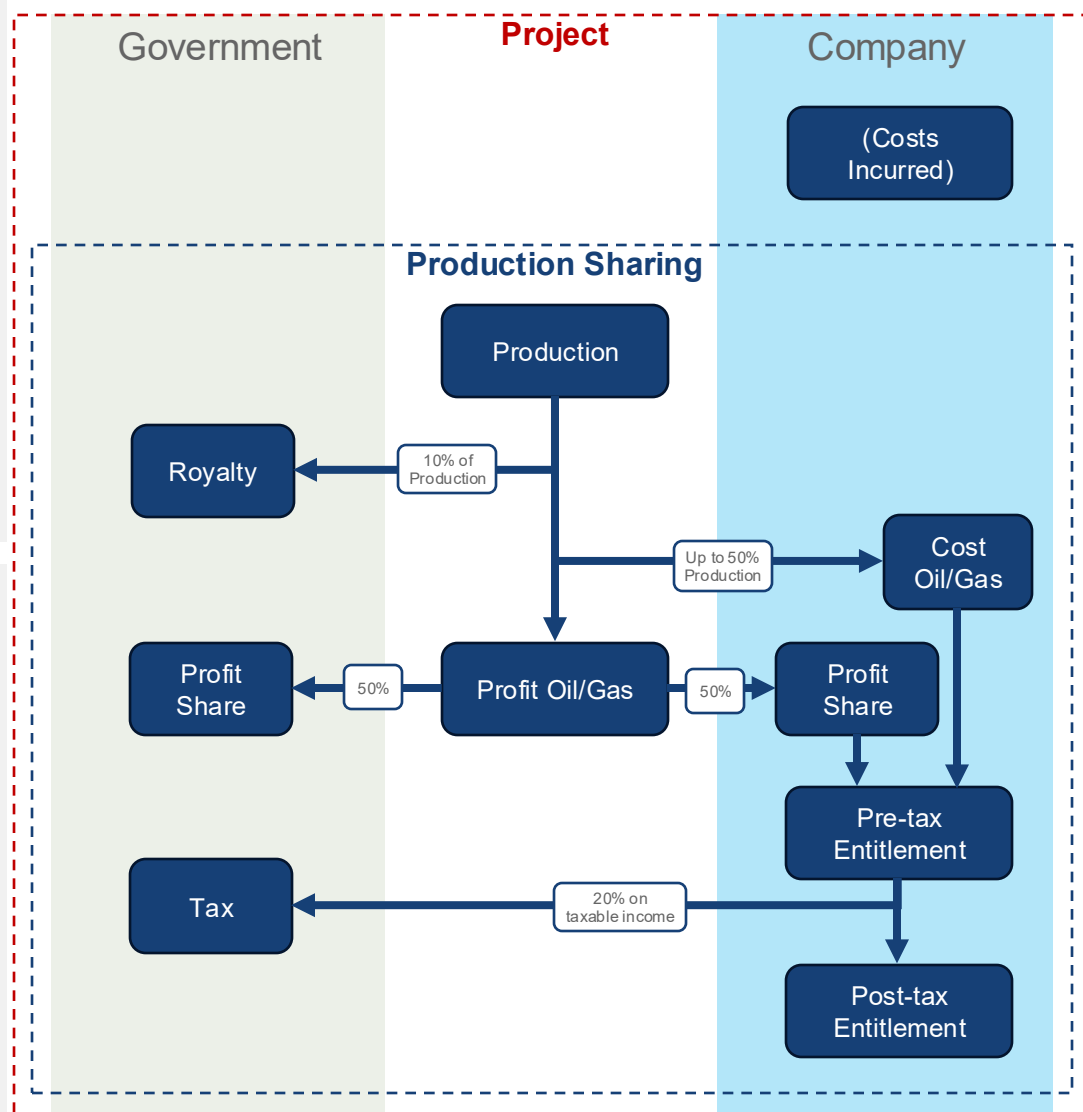 Government
Project
Company
(Costs
Incurred)
Production Sharing
Production
Royalty
10% of
Production
Up to 50%
Production
Cost
Oil/Gas
Profit
Share
50%
Profit Oil/Gas
50%
Profit
Share
Pre-tax
Entitlement
Tax
20% on
taxable income
Post-tax
Entitlement